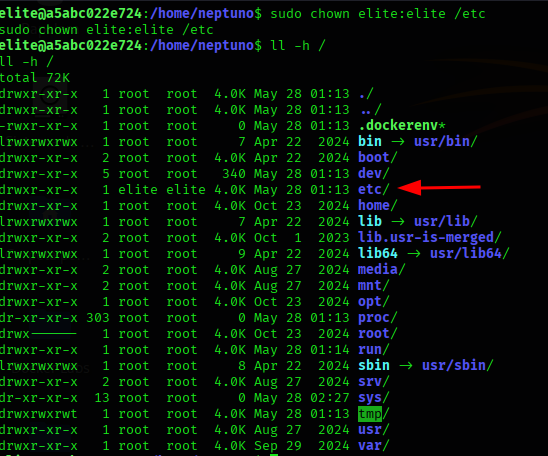 elite@a5abc022e724:/home/neptuno$ sudo chown elite:elite /etc
sudo chown elite:elite /etc
elite@a5abc022e724:/home/neptuno$ ll -h /
ll -h /
total 72K
drwxr-xr-x   1 root  root  4.0K May 28 01:13 ./
drwxr-xr-x   1 root  root  4.0K May 28 01:13 ../
-rwxr-xr-x   1 root  root     0 May 28 01:13 .dockerenv*
lrwxrwxrwx   1 root  root     7 Apr 22  2024 bin -> usr/bin/
drwxr-xr-x   2 root  root  4.0K Apr 22  2024 boot/
drwxr-xr-x   5 root  root   340 May 28 01:13 dev/
drwxr-xr-x   1 elite elite 4.0K May 28 01:13 etc/
drwxr-xr-x   1 root  root  4.0K Oct 23  2024 home/
lrwxrwxrwx   1 root  root     7 Apr 22  2024 lib -> usr/lib/
drwxr-xr-x   2 root  root  4.0K Oct  1  2023 lib.usr-is-merged/
lrwxrwxrwx   1 root  root     9 Apr 22  2024 lib64 -> usr/lib64/
drwxr-xr-x   2 root  root  4.0K Aug 27  2024 media/
drwxr-xr-x   2 root  root  4.0K Aug 27  2024 mnt/
drwxr-xr-x   1 root  root  4.0K Oct 23  2024 opt/
dr-xr-xr-x 303 root  root     0 May 28 01:13 proc/
drwx------   1 root  root  4.0K Oct 23  2024 root/
drwxr-xr-x   1 root  root  4.0K May 28 01:14 run/
lrwxrwxrwx   1 root  root     8 Apr 22  2024 sbin -> usr/sbin/
drwxr-xr-x   2 root  root  4.0K Aug 27  2024 srv/
dr-xr-xr-x  13 root  root     0 May 28 02:27 sys/
drwxrwxrwt   1 root  root  4.0K May 28 01:13 tmp/
drwxr-xr-x   1 root  root  4.0K Aug 27  2024 usr/
drwxr-xr-x   1 root  root  4.0K Sep 29  2024 var/
elite@a5abc022e724:/home/neptuno$